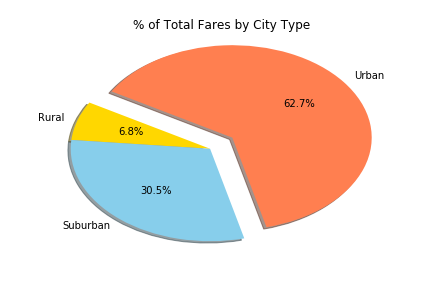 % of Total Fares by City Type
Urban
62.7%
Rural
6.8%
30.5%
Suburban